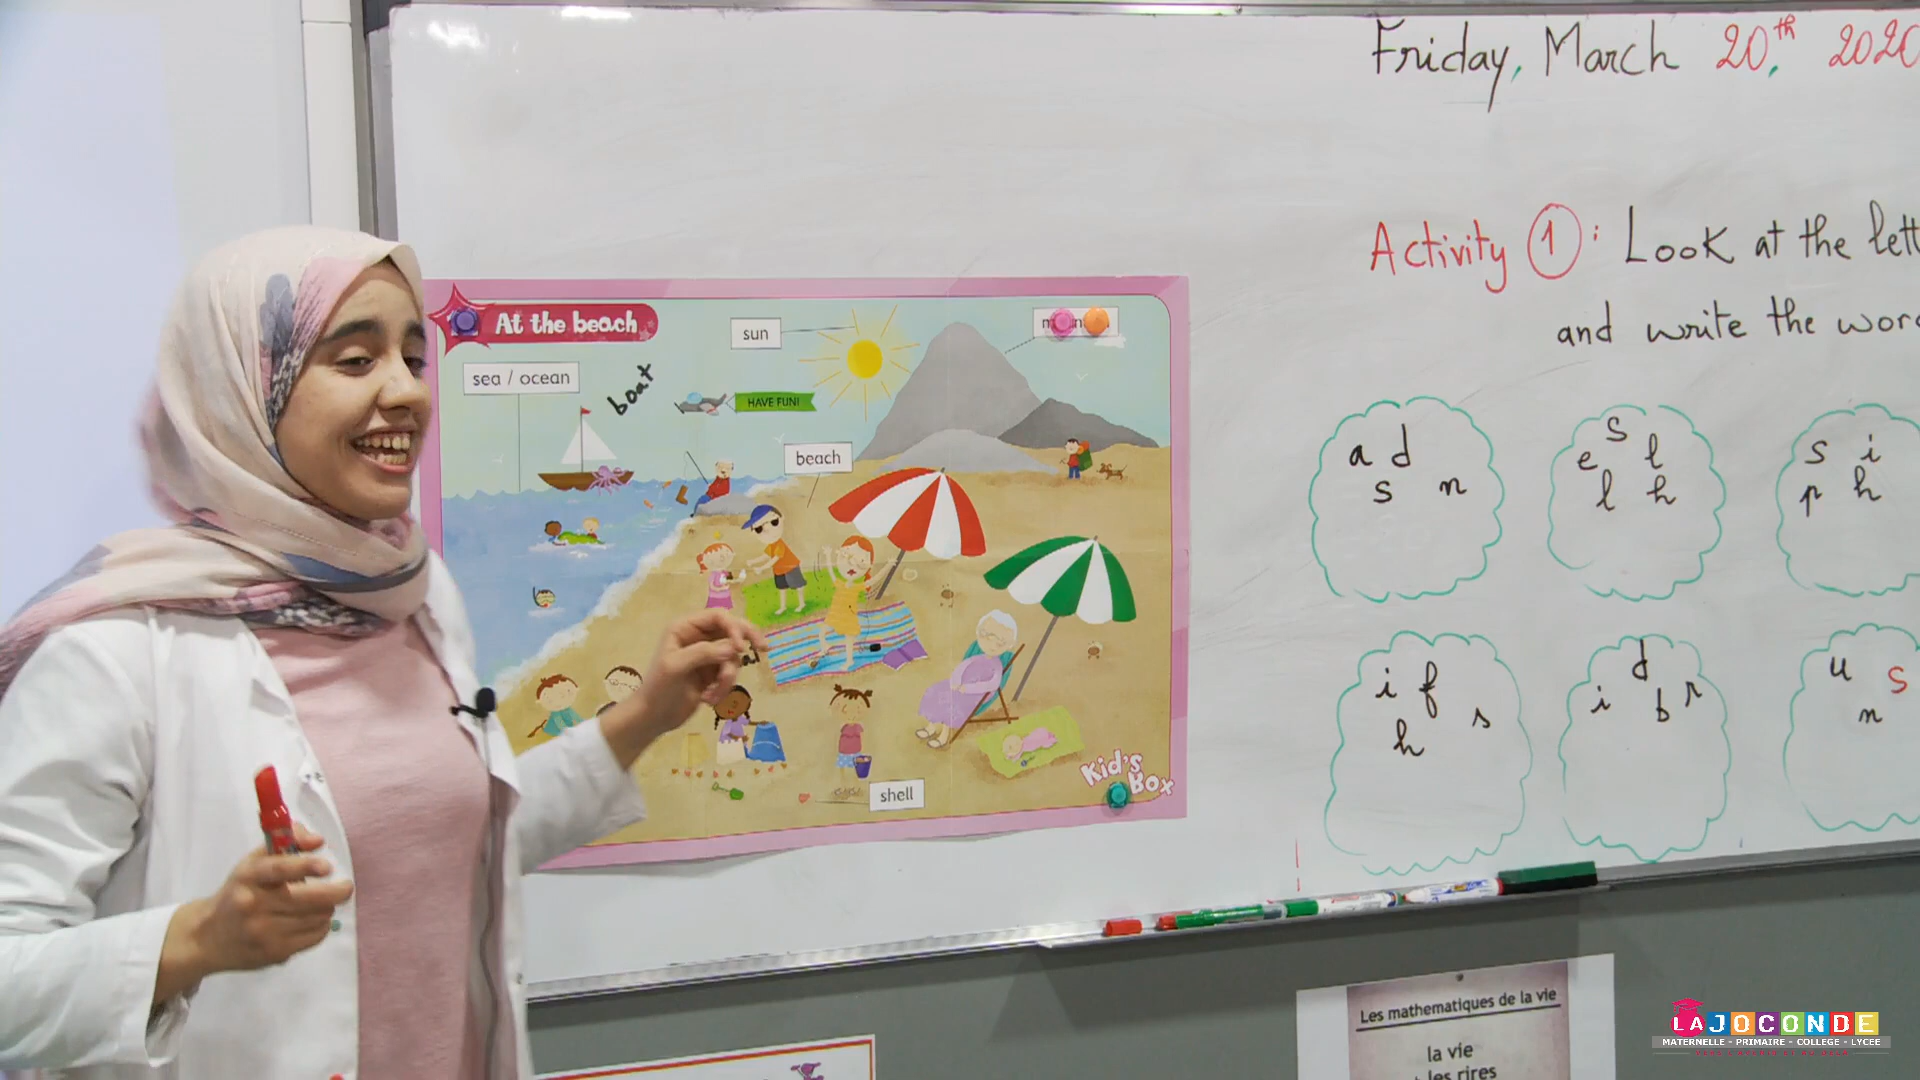 Friday, March 20th, 2020
Activity 1: Look at the lett
and write the wor
At the beach
sun
sea / ocean
boat
HAVE FUN!
beach
shell
Kid's Box
a d
s n
s
e l
l h
s i
p h
i f
s
h
d
i b r
u s
n
Les mathematiques de la vie
la vie
les rires
LAJOCONDE
MATERNELLE - PRIMAIRE - COLLEGE - LYCEE